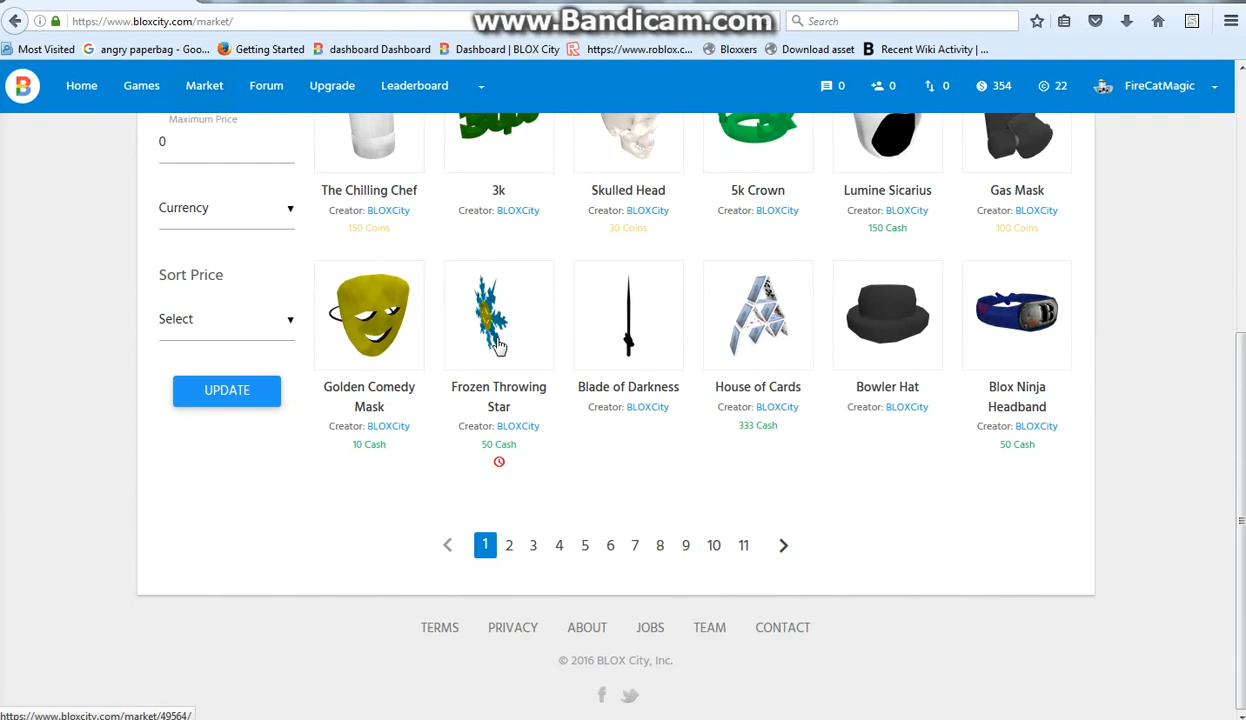 https://www.bloxcity.com/market/
www.Bandicam.com
Search
S
Most Visited
angry paperbag - Goo...
Getting Started
dashboard Dashboard
Dashboard | BLOX City
https://www.roblox.c...
Bloxxers
Download asset
Recent Wiki Activity | ...
B
Home
Games
Market
Forum
Upgrade
Leaderboard
0
0
0
354
22
FireCatMagic
Maximum Price
0
Currency
Sort Price
Select
UPDATE
The Chilling Chef
Creator: BLOXCity
150 Coins
3k
Creator: BLOXCity
Skulled Head
Creator: BLOXCity
30 Coins
5k Crown
Creator: BLOXCity
Lumine Sicarius
Creator: BLOXCity
150 Cash
Gas Mask
Creator: BLOXCity
100 Coins
Golden Comedy
Mask
Creator: BLOXCity
10 Cash
Frozen Throwing
Star
Creator: BLOXCity
50 Cash
Blade of Darkness
Creator: BLOXCity
House of Cards
Creator: BLOXCity
333 Cash
Bowler Hat
Creator: BLOXCity
Blox Ninja
Headband
Creator: BLOXCity
50 Cash
1 2 3 4 5 6 7 8 9 10 11
TERMS PRIVACY ABOUT JOBS TEAM CONTACT
© 2016 BLOX City, Inc.
https://www.bloxcity.com/market/49564/